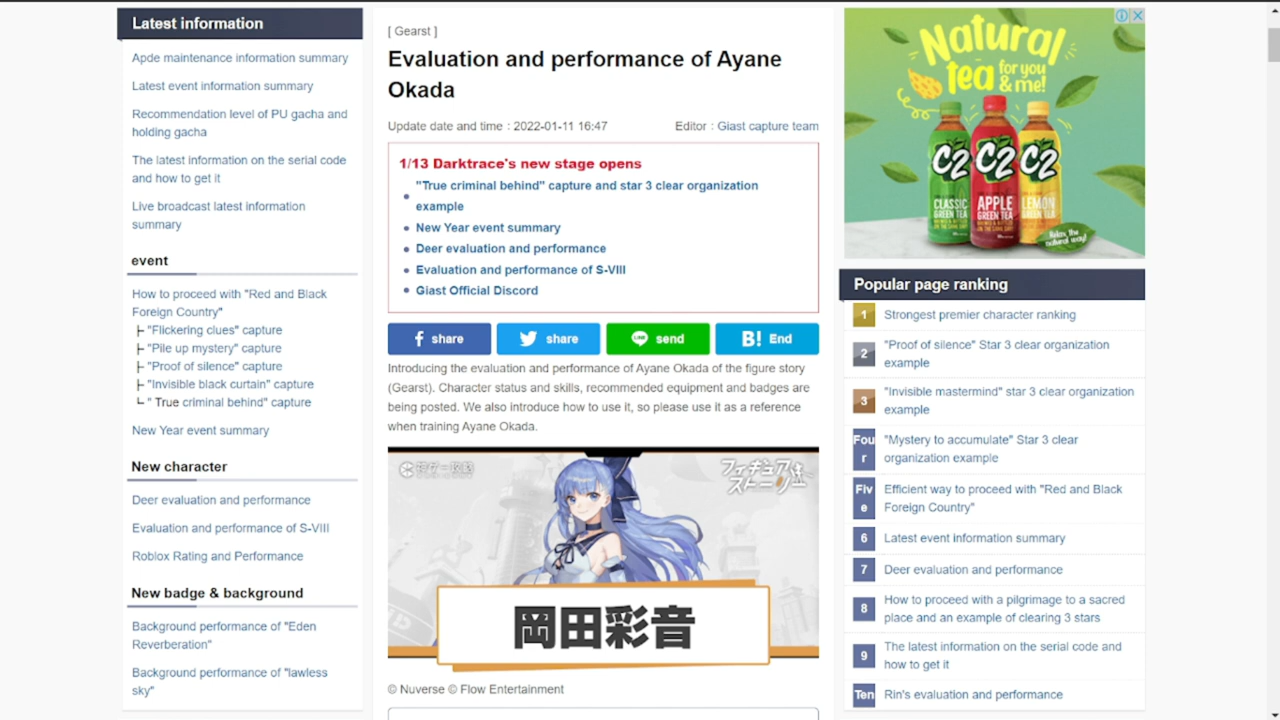 Latest information
Apde maintenance information summary
Latest event information summary
Recommendation level of PU gacha and
holding gacha
The latest information on the serial code
and how to get it
Live broadcast latest information
summary
event
How to proceed with "Red and Black
Foreign Country"
├ "Flickering clues" capture
├ "Pile up mystery" capture
├ "Proof of silence" capture
├ "Invisible black curtain" capture
└ " True criminal behind" capture
New Year event summary
New character
Deer evaluation and performance
Evaluation and performance of S-VIII
Roblox Rating and Performance
New badge & background
Background performance of "Eden
Reverberation"
Background performance of "lawless
sky"
[ Gearst ]
Evaluation and performance of Ayane
Okada
Update date and time : 2022-01-11 16:47
Editor : Giast capture team
1/13 Darktrace's new stage opens
"True criminal behind" capture and star 3 clear organization
example
New Year event summary
Deer evaluation and performance
Evaluation and performance of S-VIII
Giast Official Discord
share
share
send
B! End
Introducing the evaluation and performance of Ayane Okada of the figure story
(Gearst). Character status and skills, recommended equipment and badges are
being posted. We also introduce how to use it, so please use it as a reference
when training Ayane Okada.
フィギュア
ストーリー
岡田彩音
© Nuverse © Flow Entertainment
Natural
tea for you
& me!
C2 C2 C2
CLASSIC
GREEN TEA
APPLE
GREEN TEA
LEMON
GREEN TEA
Relax, the
natural way!
Popular page ranking
1 Strongest premier character ranking
2 "Proof of silence" Star 3 clear organization
example
3 "Invisible mastermind" star 3 clear organization
example
Fou
r
"Mystery to accumulate" Star 3 clear
organization example
Fiv
e
Efficient way to proceed with "Red and Black
Foreign Country"
6 Latest event information summary
7 Deer evaluation and performance
8 How to proceed with a pilgrimage to a sacred
place and an example of clearing 3 stars
9 The latest information on the serial code and
how to get it
Ten Rin's evaluation and performance